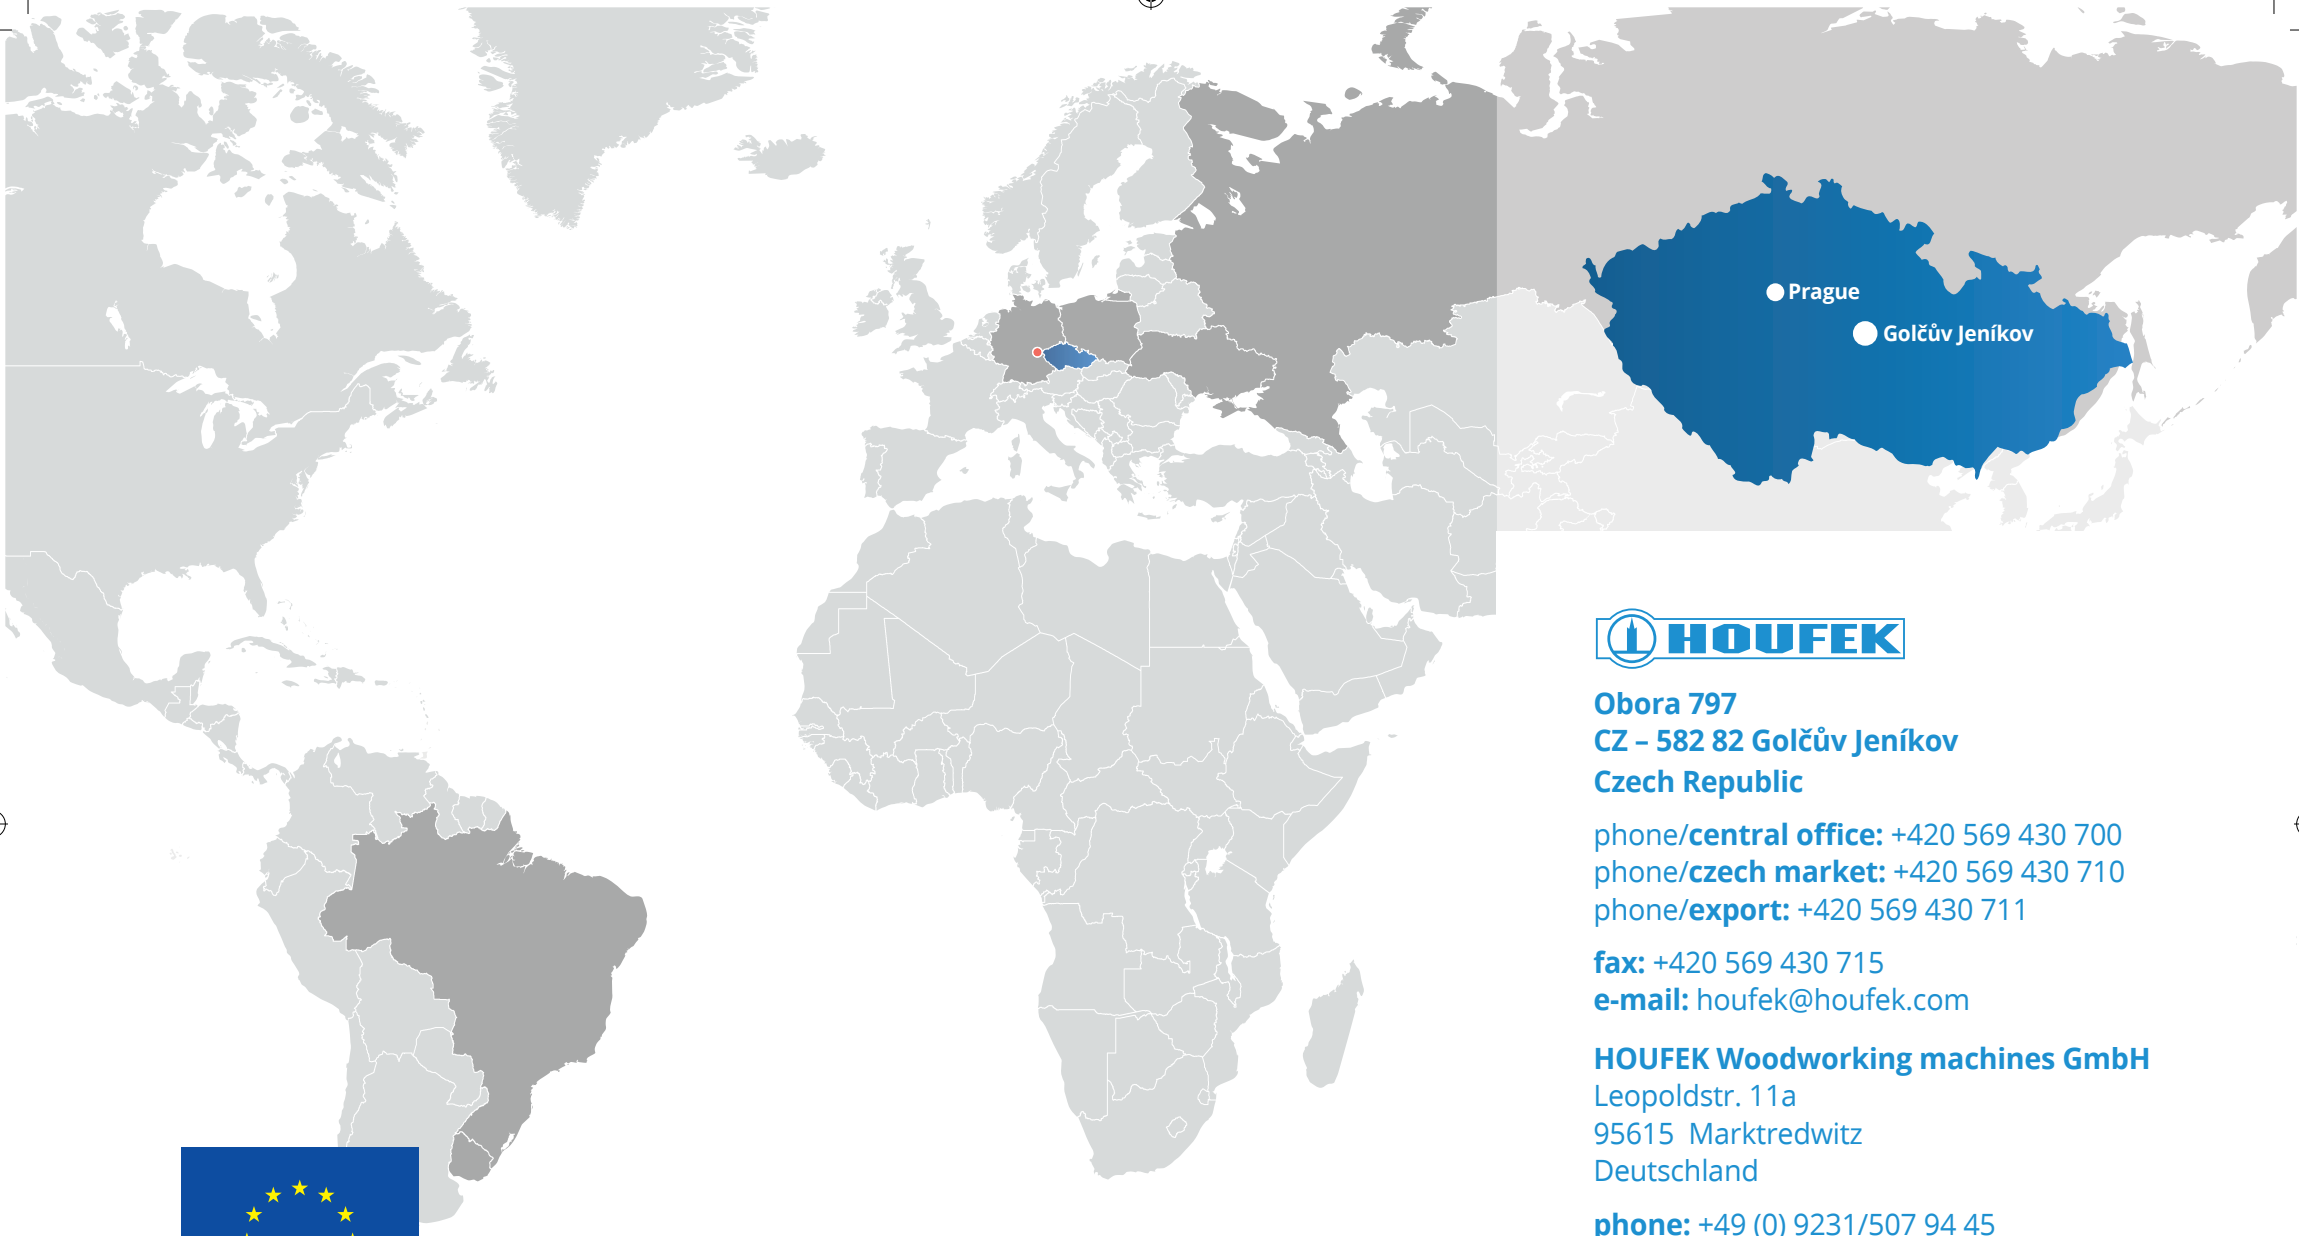 Prague
Golčův Jeníkov
HOUFEK
Obora 797
CZ – 582 82 Golčův Jeníkov
Czech Republic
phone/central office: +420 569 430 700
phone/czech market: +420 569 430 710
phone/export: +420 569 430 711
fax: +420 569 430 715
e-mail: houfek@houfek.com
HOUFEK Woodworking machines GmbH
Leopoldstr. 11a
95615 Marktredwitz
Deutschland
phone: +49 (0) 9231/507 94 45